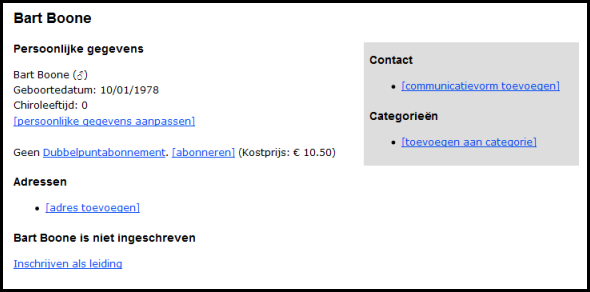 Bart Boone
Persoonlijke gegevens
Bart Boone (♂)
Geboortedatum: 10/01/1978
Chiroleeftijd: 0
[persoonlijke gegevens aanpassen]
Geen Dubbelpuntabonnement. [abonneren] (Kostprijs: € 10.50)
Adressen
• [adres toevoegen]
Bart Boone is niet ingeschreven
Inschrijven als leiding
Contact
• [communicatievorm toevoegen]
Categorieën
• [toevoegen aan categorie]